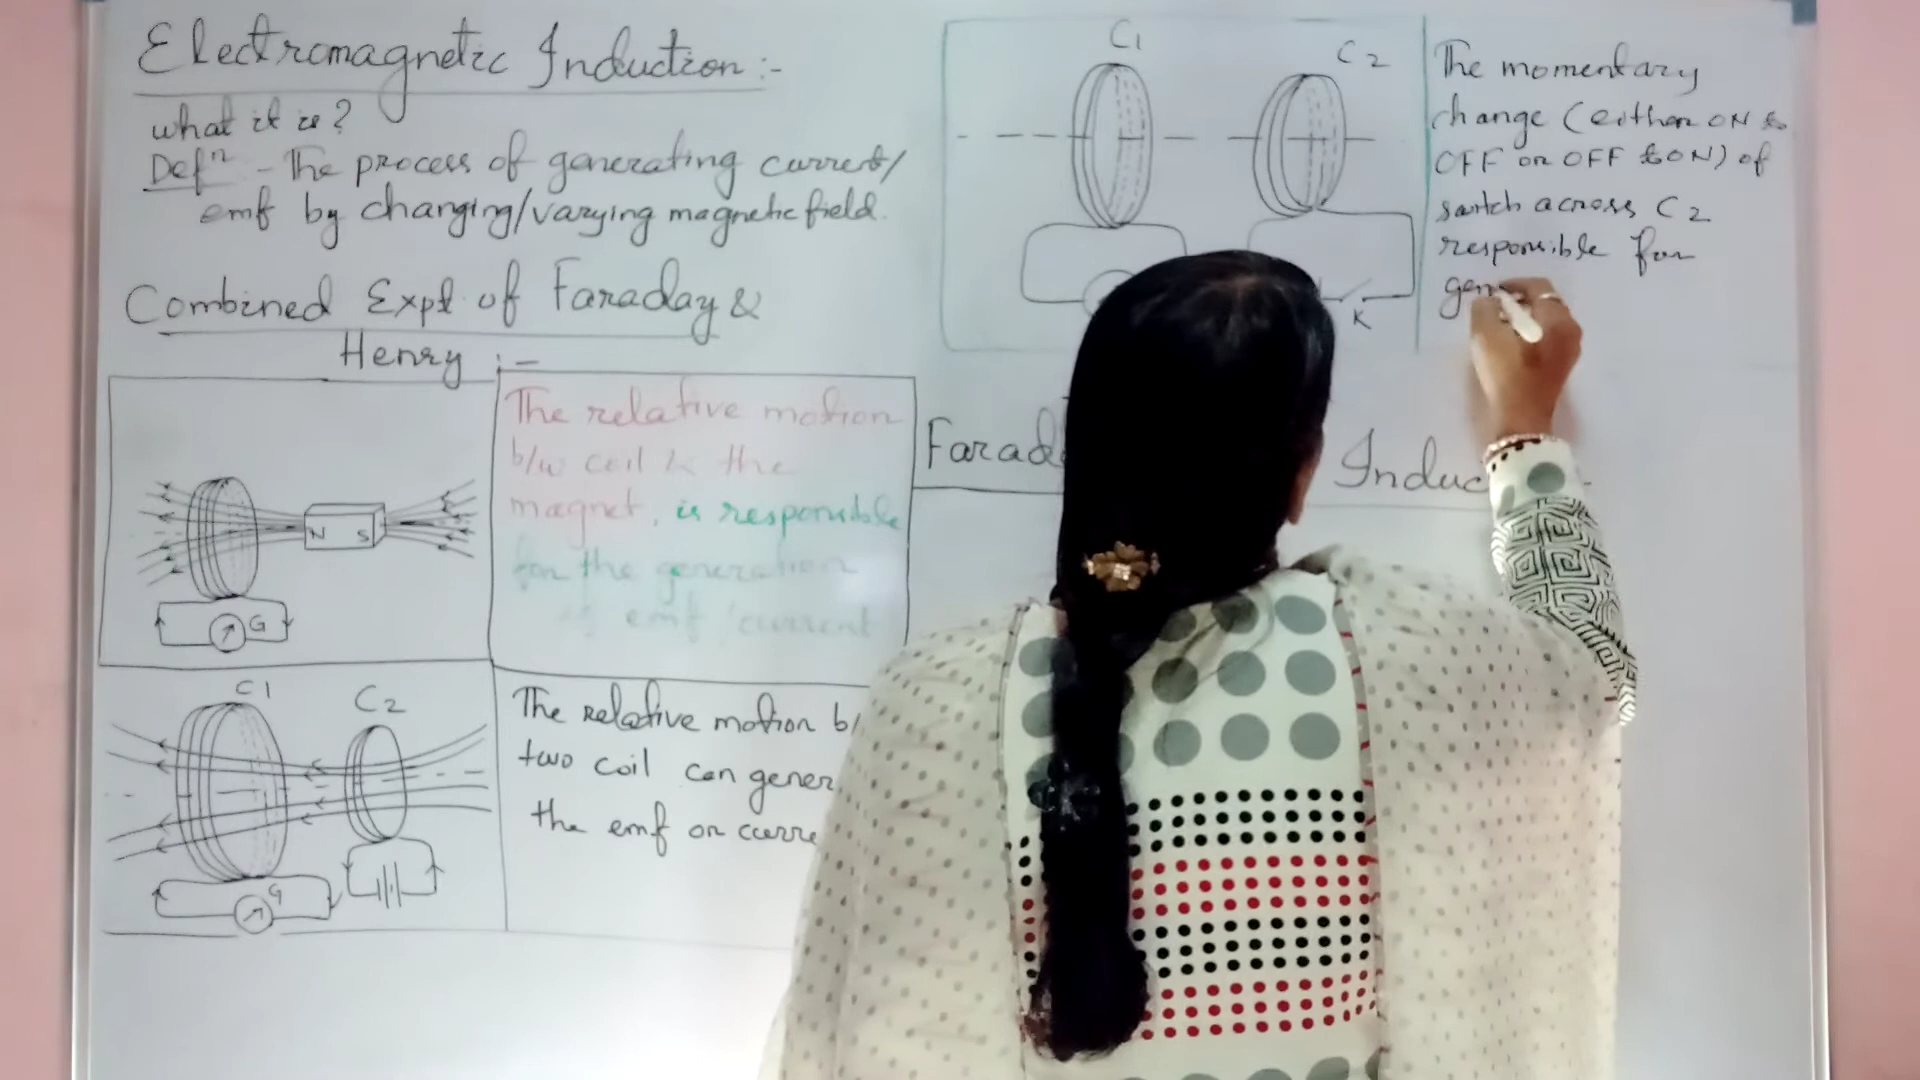 Electromagnetic Induction :-
what it is?
Defⁿ - The process of generating current/
emf by changing/varying magnetic field.
Combined Expt of Faraday &
Henry :-
The relative motion
b/w coil & the
magnet, is responsible
for the generation
of emf/current
N S
G
C1
C2
G
The relative motion b/
two coil can gener
the emf or curre
C1
C2
K
The momentary
change (either ON to
OFF or OFF to ON) of
switch across C2
responsible for
gen
Farad
Induc